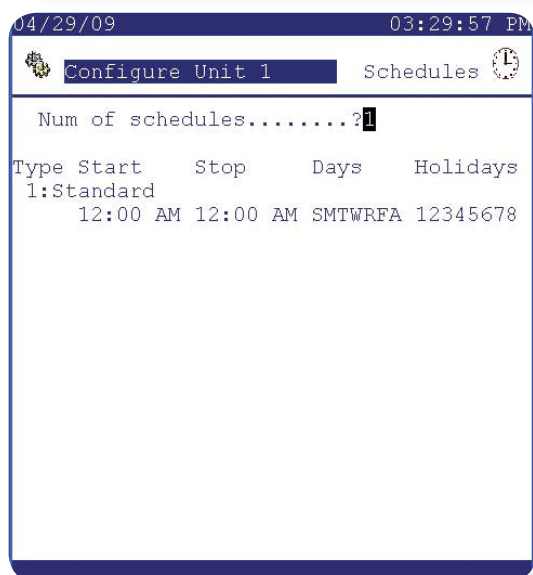 04/29/09 03:29:57 PM
Configure Unit 1 Schedules
Num of schedules........?1
Type Start Stop Days Holidays
1:Standard
12:00 AM 12:00 AM SMTWRFA 12345678